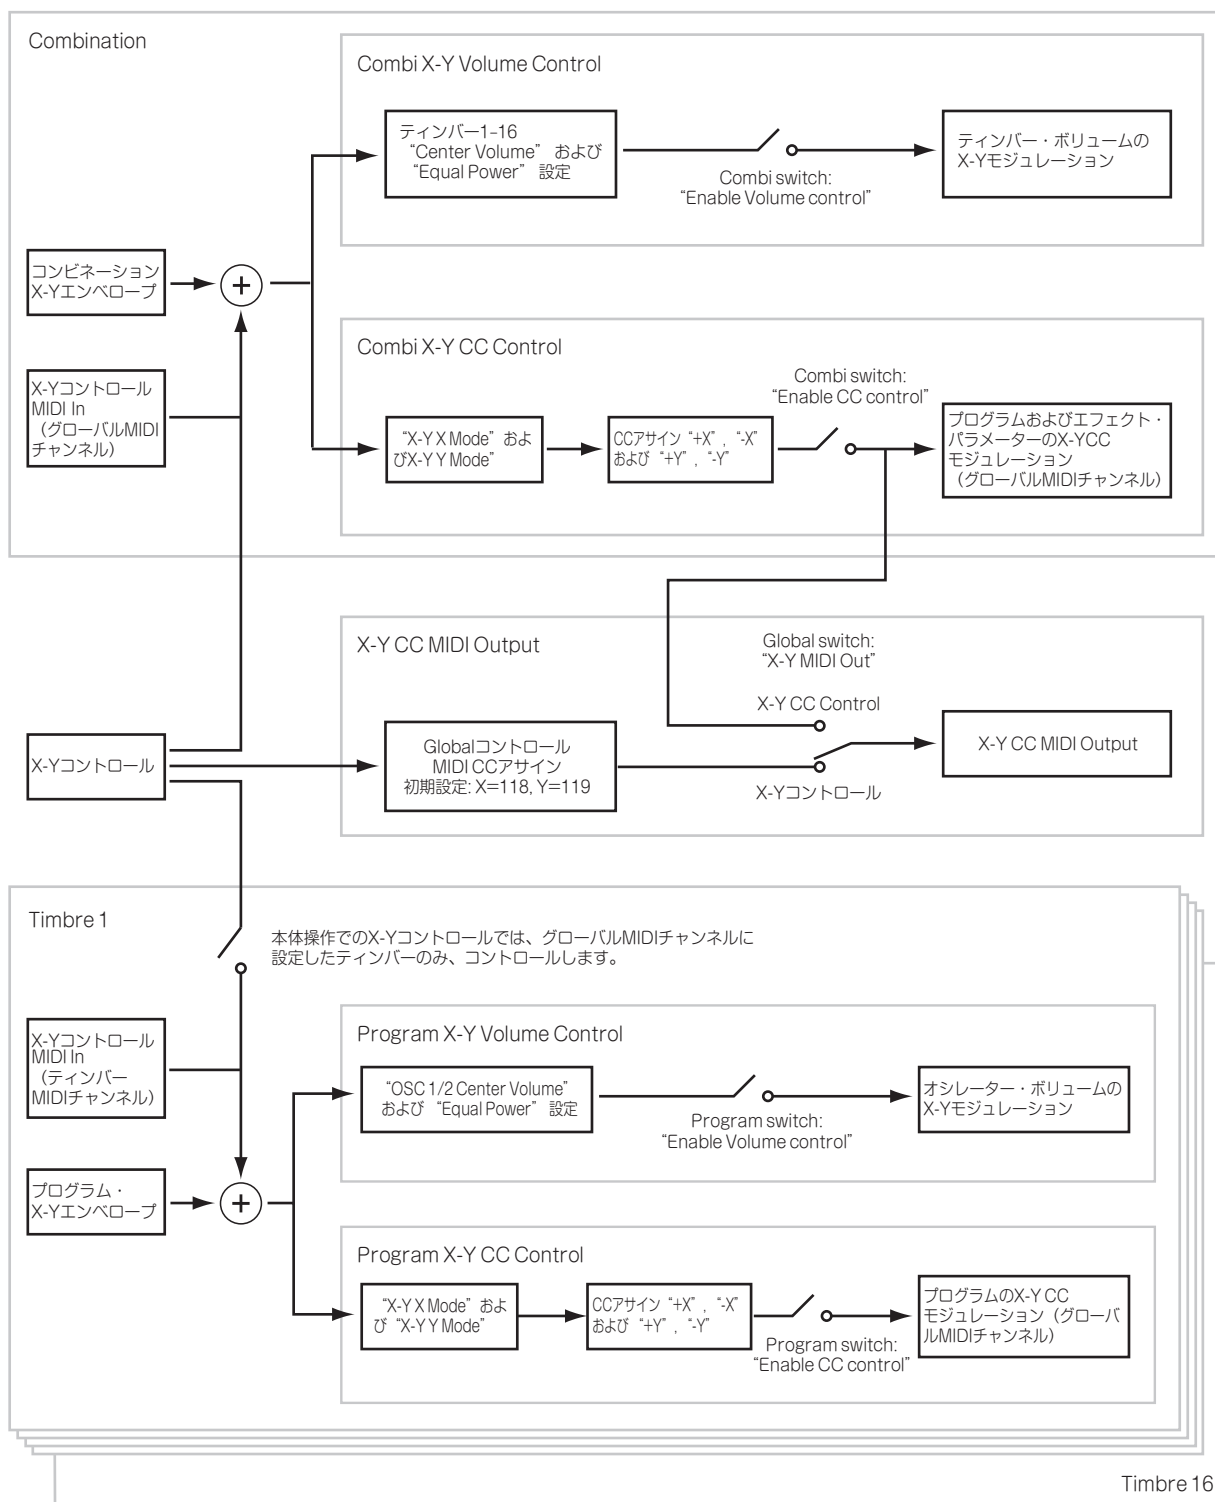 Combination
Combi X-Y Volume Control
ティンバー1–16
“Center Volume” および
“Equal Power” 設定
Combi switch:
“Enable Volume control”
ティンバー・ボリュームの
X-Yモジュレーション
コンビネーション
X-Yエンベロープ
+
X-Yコントロール
MIDI In
（グローバルMIDI
チャンネル）
Combi X-Y CC Control
“X-Y X Mode” およ
びX-Y Y Mode”
CCアサイン “+X” , “-X”
および “+Y” , “-Y”
Combi switch:
“Enable CC control”
プログラムおよびエフェクト・
パラメーターのX-YCC
モジュレーション
（グローバルMIDIチャンネル）
X-Y CC MIDI Output
Global switch:
“X-Y MIDI Out”
X-Y CC Control
X-Yコントロール
Globalコントロール
MIDI CCアサイン
初期設定: X=118, Y=119
X-Yコントロール
X-Y CC MIDI Output
Timbre 1
本体操作でのX-Yコントロールでは、グローバルMIDIチャンネルに
設定したティンバーのみ、コントロールします。
X-Yコントロール
MIDI In
（ティンバー
MIDIチャンネル）
プログラム・
X-Yエンベロープ
+
Program X-Y Volume Control
“OSC 1/2 Center Volume”
および “Equal Power” 設定
Program switch:
“Enable Volume control”
オシレーター・ボリュームの
X-Yモジュレーション
Program X-Y CC Control
“X-Y X Mode” およ
び “X-Y Y Mode”
CCアサイン “+X” , “-X”
および “+Y” , “-Y”
Program switch:
“Enable CC control”
プログラムのX-Y CC
モジュレーション（グローバ
ルMIDIチャンネル）
Timbre 16